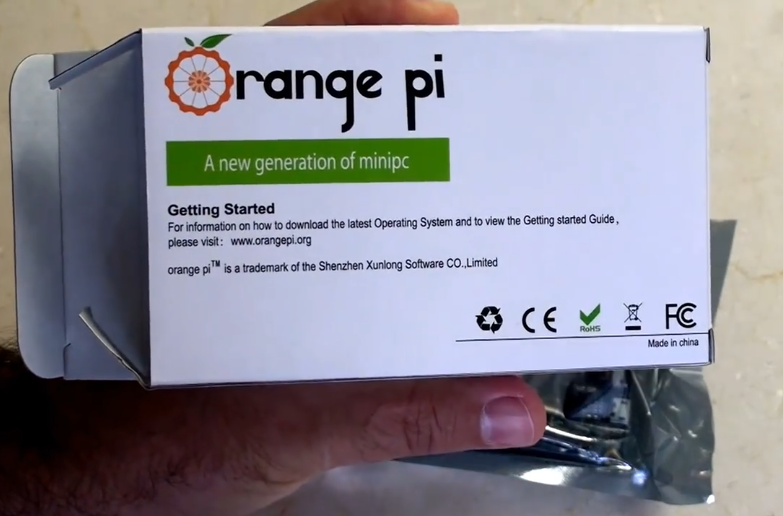 Orange pi
A new generation of minipc
Getting Started
For information on how to download the latest Operating System and to view the Getting started Guide,
please visit: www.orangepi.org
orange pi™ is a trademark of the Shenzhen Xunlong Software CO.,Limited
CE
RoHS
FC
Made in china